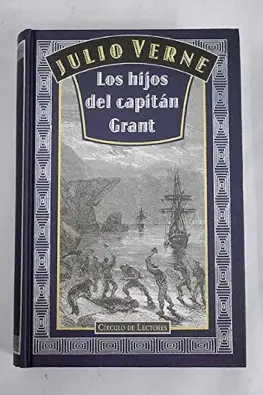 JULIO VERNE
Los hijos
del capitán
Grant
CÍRCULO DE LECTORES